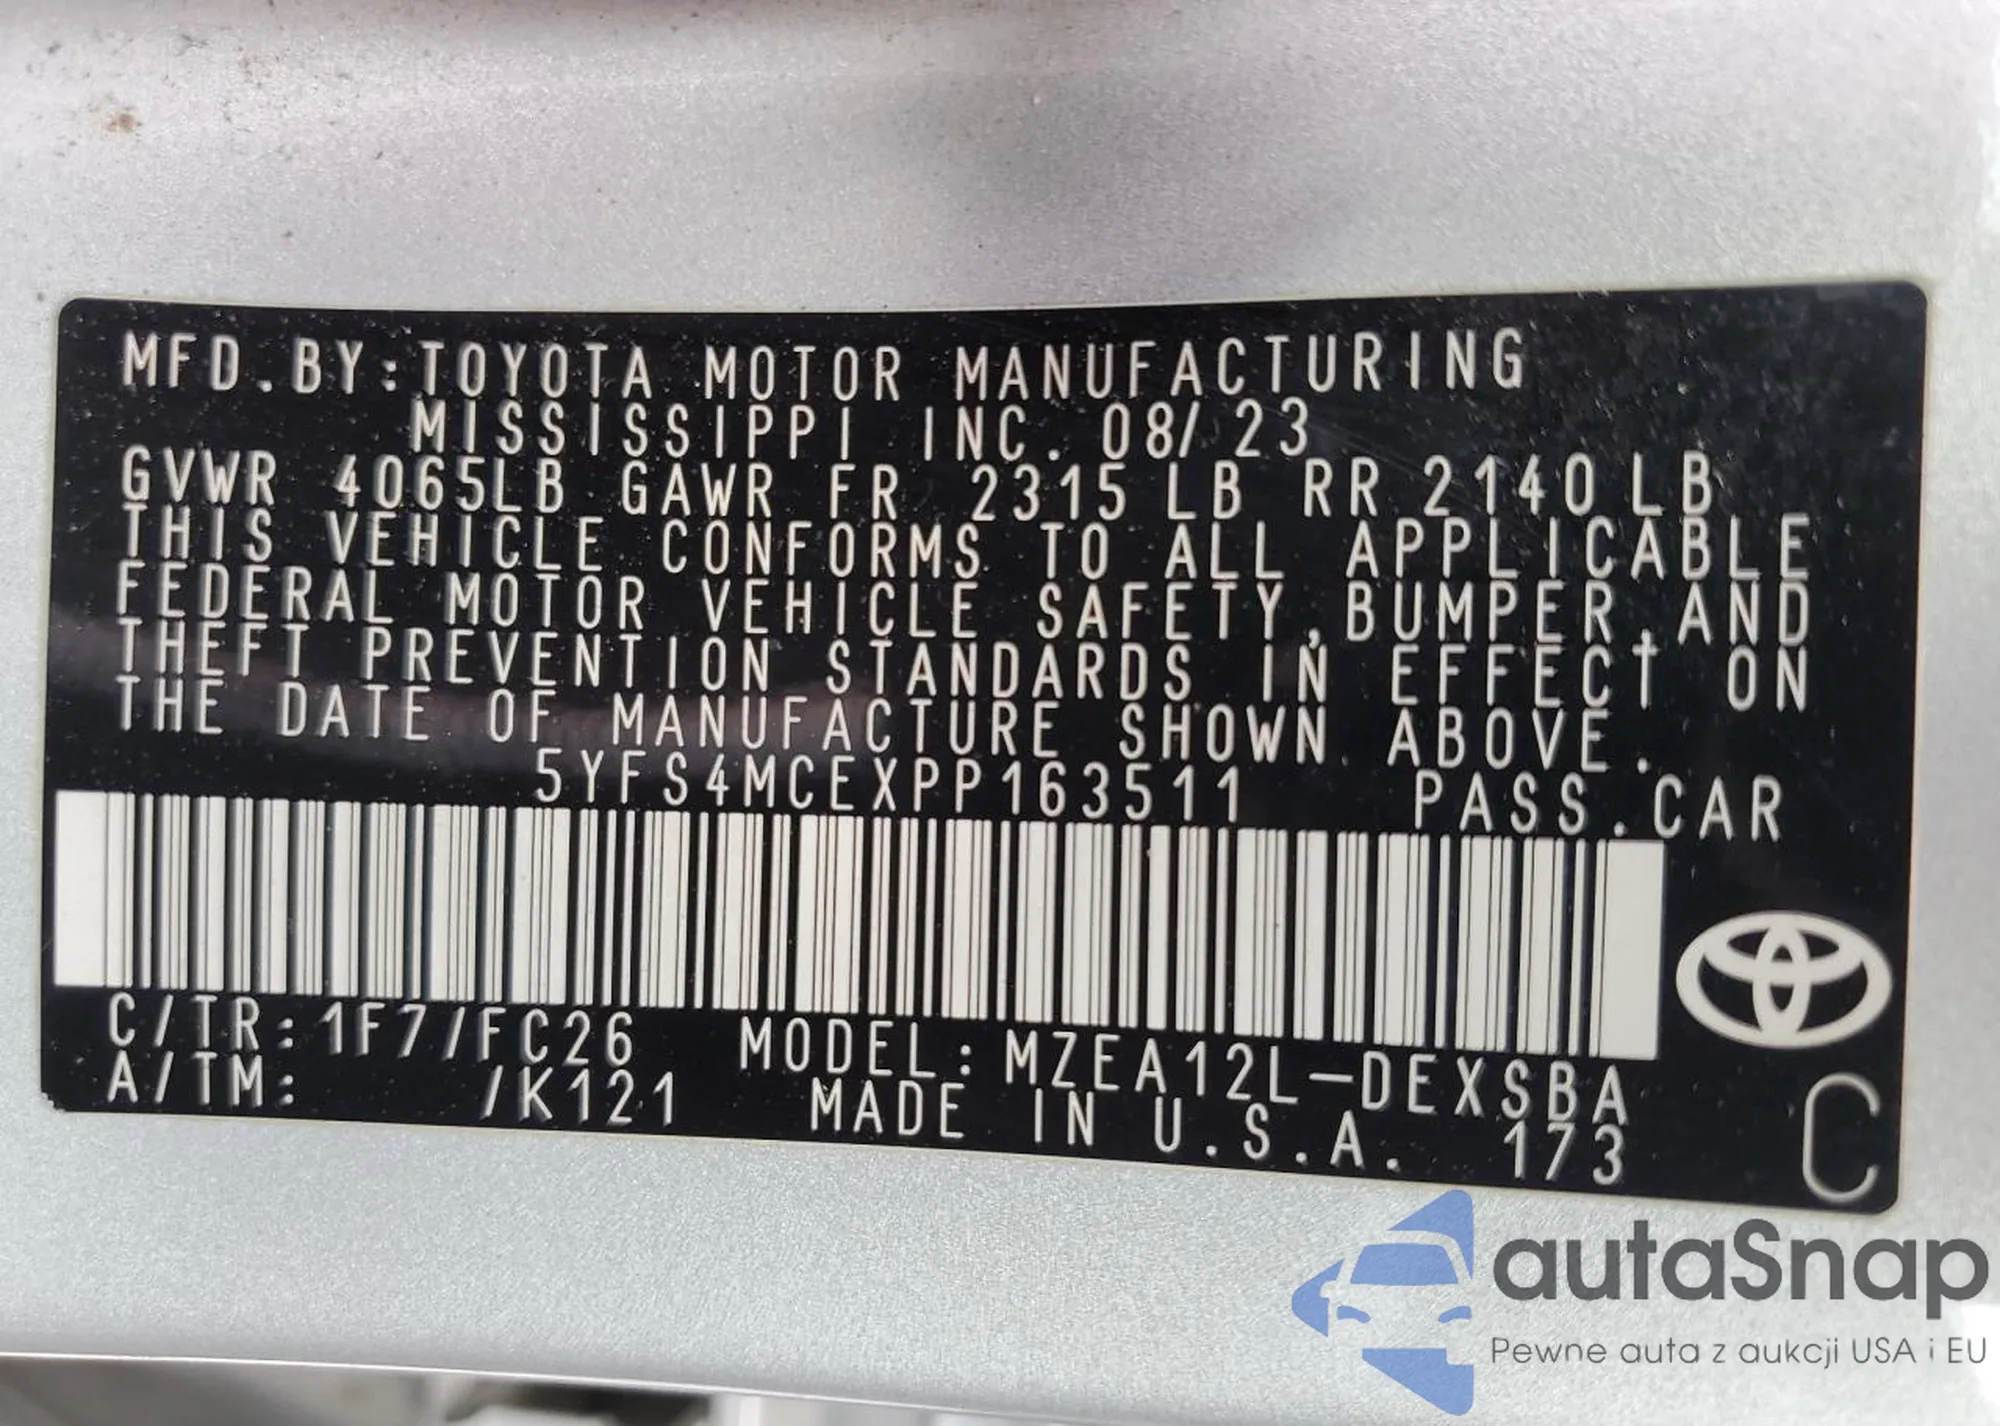 MFD.BY:TOYOTA MOTOR MANUFACTURING
MISSISSIPPI INC. 08/23
GVWR 4065LB GAWR FR 2315LB RR 2140LB
THIS VEHICLE CONFORMS TO ALL APPLICABLE
FEDERAL MOTOR VEHICLE SAFETY,BUMPER,AND
THEFT PREVENTION STANDARDS IN EFFECT ON
THE DATE OF MANUFACTURE SHOWN ABOVE.
5YFS4MCEXPP163511 PASS.CAR
C/TR:1F7/FC26 MODEL:MZEA12L-DEXSBA
A/TM: /K121 MADE IN U.S.A. 173
C
autaSnap
Pewne auta z aukcji USA i EU